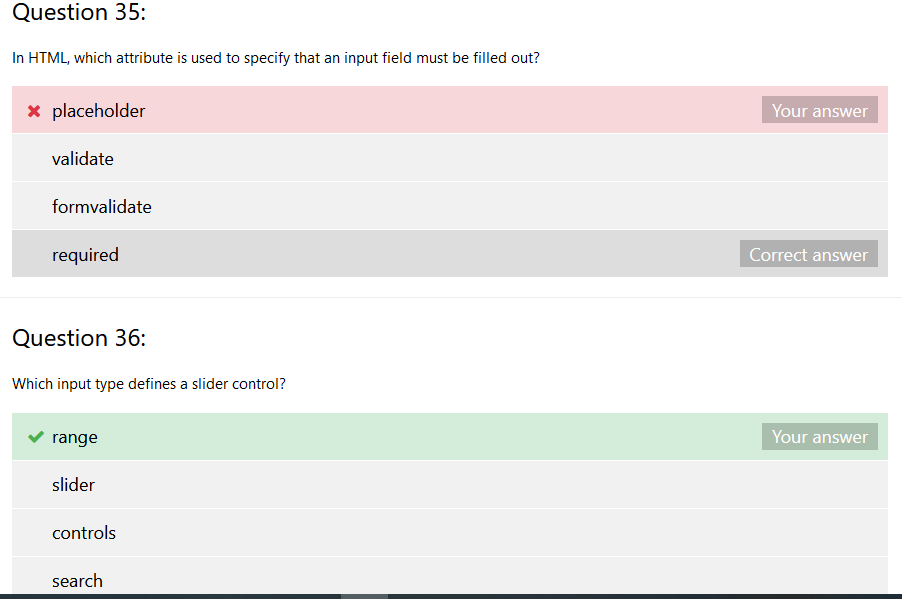 Question 35:
In HTML, which attribute is used to specify that an input field must be filled out?
placeholder Your answer
validate
formvalidate
required Correct answer
Question 36:
Which input type defines a slider control?
range Your answer
slider
controls
search